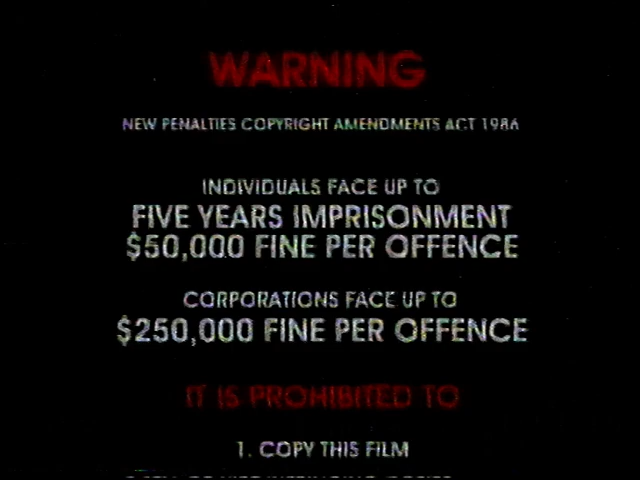 WARNING
NEW PENALTIES COPYRIGHT AMENDMENTS ACT 1986
INDIVIDUALS FACE UP TO
FIVE YEARS IMPRISONMENT
$50,000 FINE PER OFFENCE
CORPORATIONS FACE UP TO
$250,000 FINE PER OFFENCE
IT IS PROHIBITED TO
1. COPY THIS FILM